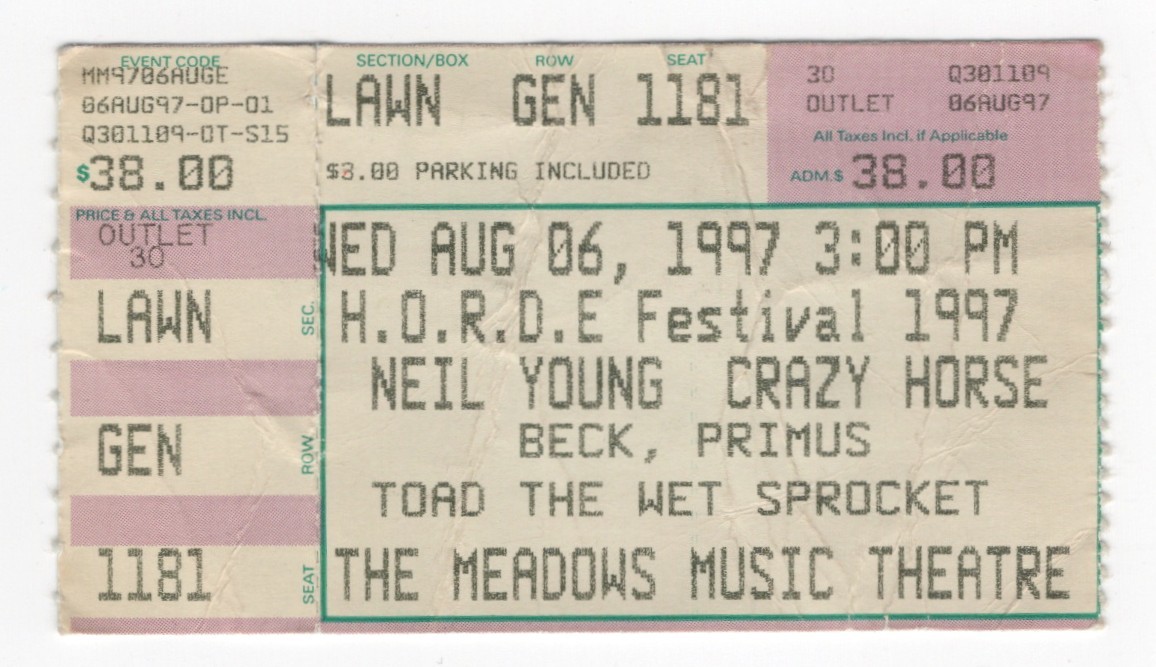 EVENT CODE
MM9706AUGE
06AUG97-OP-01
Q301109-OT-S15
$38.00
PRICE & ALL TAXES INCL.
OUTLET
30
LAWN
GEN
1181
SEC.
ROW
SEAT
SECTION/BOX ROW SEAT
LAWN GEN 1181
$3.00 PARKING INCLUDED
30 Q301109
OUTLET 06AUG97
All Taxes Incl. if Applicable
ADM.$ 38.00
WED AUG 06, 1997 3:00 PM
H.O.R.D.E Festival 1997
NEIL YOUNG CRAZY HORSE
BECK, PRIMUS
TOAD THE WET SPROCKET
THE MEADOWS MUSIC THEATRE